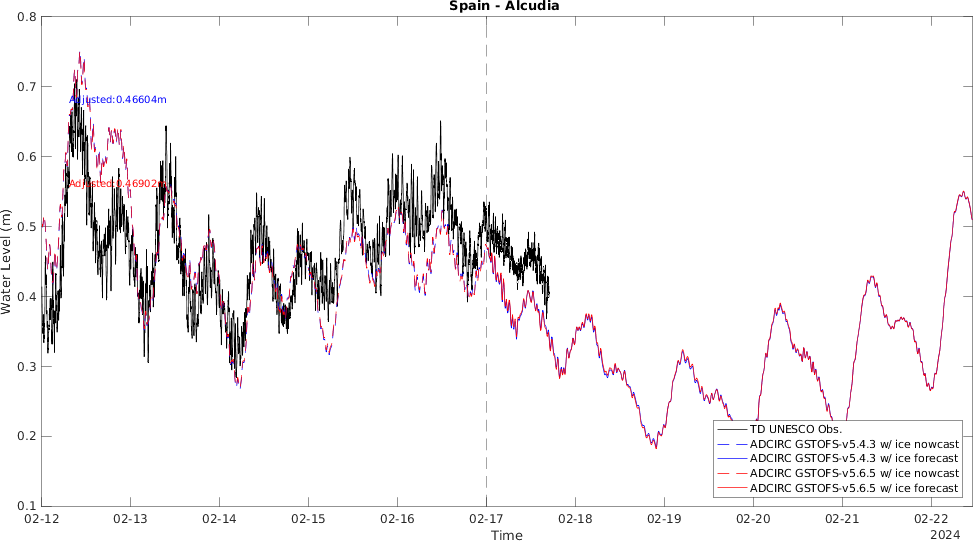 Spain - Alcudia
0.8
0.7
0.6
0.5
0.4
0.3
0.2
0.1
Water Level (m)
Adjusted:0.46604m
Adjusted:0.46902m
TD UNESCO Obs.
ADCIRC GSTOFS-v5.4.3 w/ ice nowcast
ADCIRC GSTOFS-v5.4.3 w/ ice forecast
ADCIRC GSTOFS-v5.6.5 w/ ice nowcast
ADCIRC GSTOFS-v5.6.5 w/ ice forecast
02-12 02-13 02-14 02-15 02-16 02-17 02-18 02-19 02-20 02-21 02-22
Time
2024